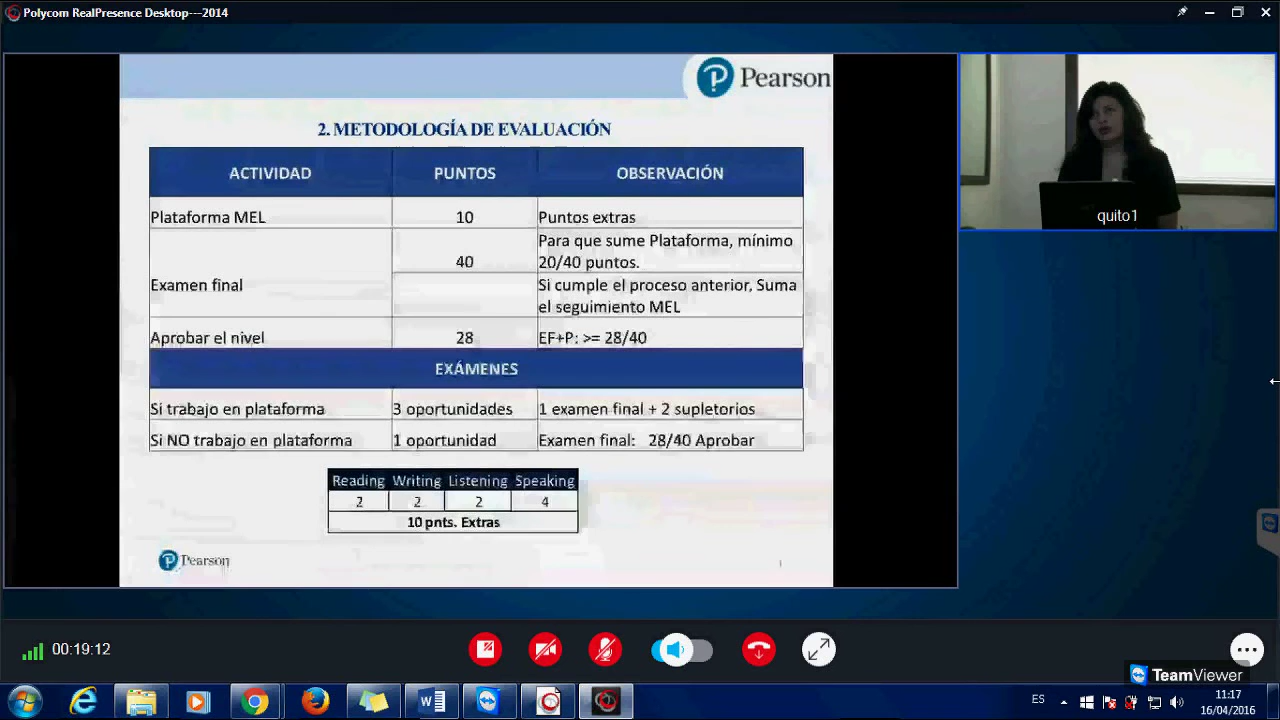 Polycom RealPresence Desktop---2014
Pearson
2. METODOLOGÍA DE EVALUACIÓN
ACTIVIDAD PUNTOS OBSERVACIÓN
Plataforma MEL 10 Puntos extras
Examen final 40 Para que sume Plataforma, mínimo
20/40 puntos.
Si cumple el proceso anterior, Suma
el seguimiento MEL
Aprobar el nivel 28 EF+P: >= 28/40
EXÁMENES
Si trabajo en plataforma 3 oportunidades 1 examen final + 2 supletorios
Si NO trabajo en plataforma 1 oportunidad Examen final: 28/40 Aprobar
Reading Writing Listening Speaking
2 2 2 4
10 pnts. Extras
Pearson
1
quito1
00:19:12
TeamViewer
ES
11:17
16/04/2016